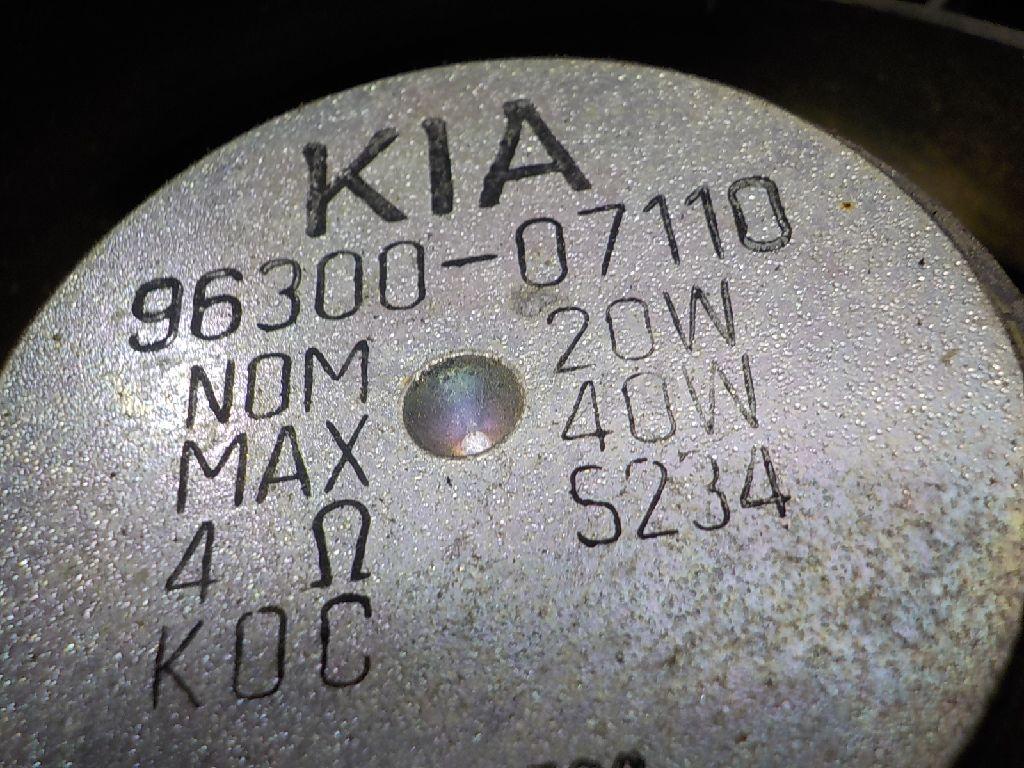 KIA
96300-07110
NOM 20W
MAX 40W
4 Ω S234
KOC